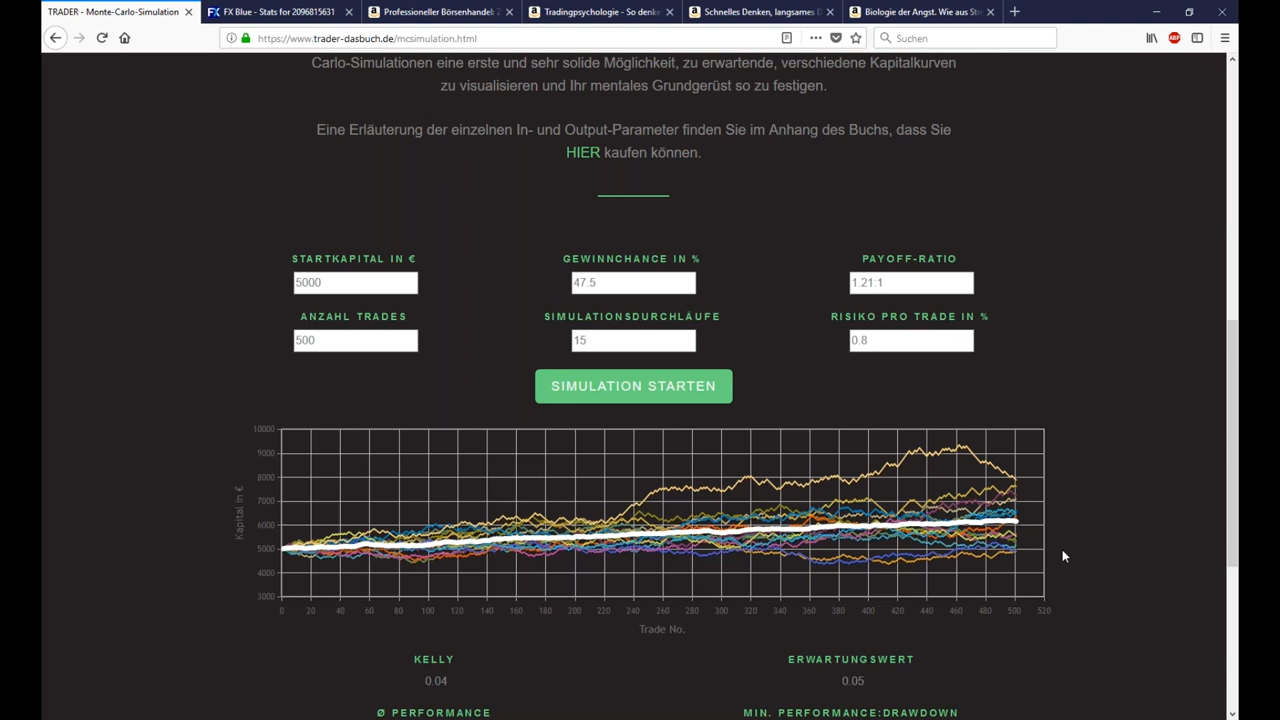 TRADER - Monte-Carlo-Simulation
FX Blue - Stats for 2096815631
Professioneller Börsenhandel:
Tradingpsychologie - So denke
Schnelles Denken, langsames D
Biologie der Angst. Wie aus Str
https://www.trader-dasbuch.de/mcsimulation.html
Suchen
ABP
Carlo-Simulationen eine erste und sehr solide Möglichkeit, zu erwartende, verschiedene Kapitalkurven
zu visualisieren und Ihr mentales Grundgerüst so zu festigen.
Eine Erläuterung der einzelnen In- und Output-Parameter finden Sie im Anhang des Buchs, dass Sie
HIER kaufen können.
STARTKAPITAL IN € GEWINNCHANCE IN % PAYOFF-RATIO
5000 47.5 1.21:1
ANZAHL TRADES SIMULATIONSDURCHLÄUFE RISIKO PRO TRADE IN %
500 15 0.8
SIMULATION STARTEN
10000
9000
8000
7000
6000
5000
4000
3000
Kapital in €
0 20 40 60 80 100 120 140 160 180 200 220 240 260 280 300 320 340 360 380 400 420 440 460 480 500 520
Trade No.
KELLY ERWARTUNGSWERT
0.04 0.05
Ø PERFORMANCE MIN. PERFORMANCE:DRAWDOWN